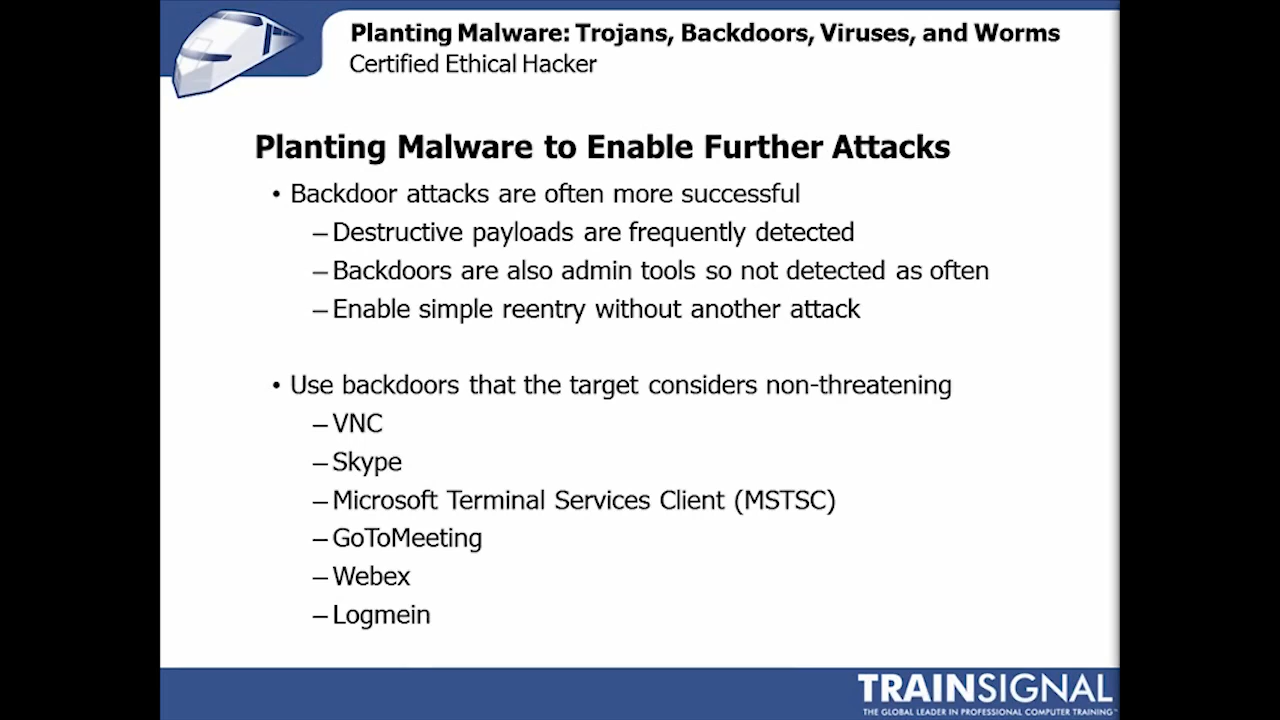 Planting Malware: Trojans, Backdoors, Viruses, and Worms
Certified Ethical Hacker
Planting Malware to Enable Further Attacks
• Backdoor attacks are often more successful
– Destructive payloads are frequently detected
– Backdoors are also admin tools so not detected as often
– Enable simple reentry without another attack
• Use backdoors that the target considers non-threatening
– VNC
– Skype
– Microsoft Terminal Services Client (MSTSC)
– GoToMeeting
– Webex
– Logmein
TRAINSIGNAL
THE GLOBAL LEADER IN PROFESSIONAL COMPUTER TRAINING